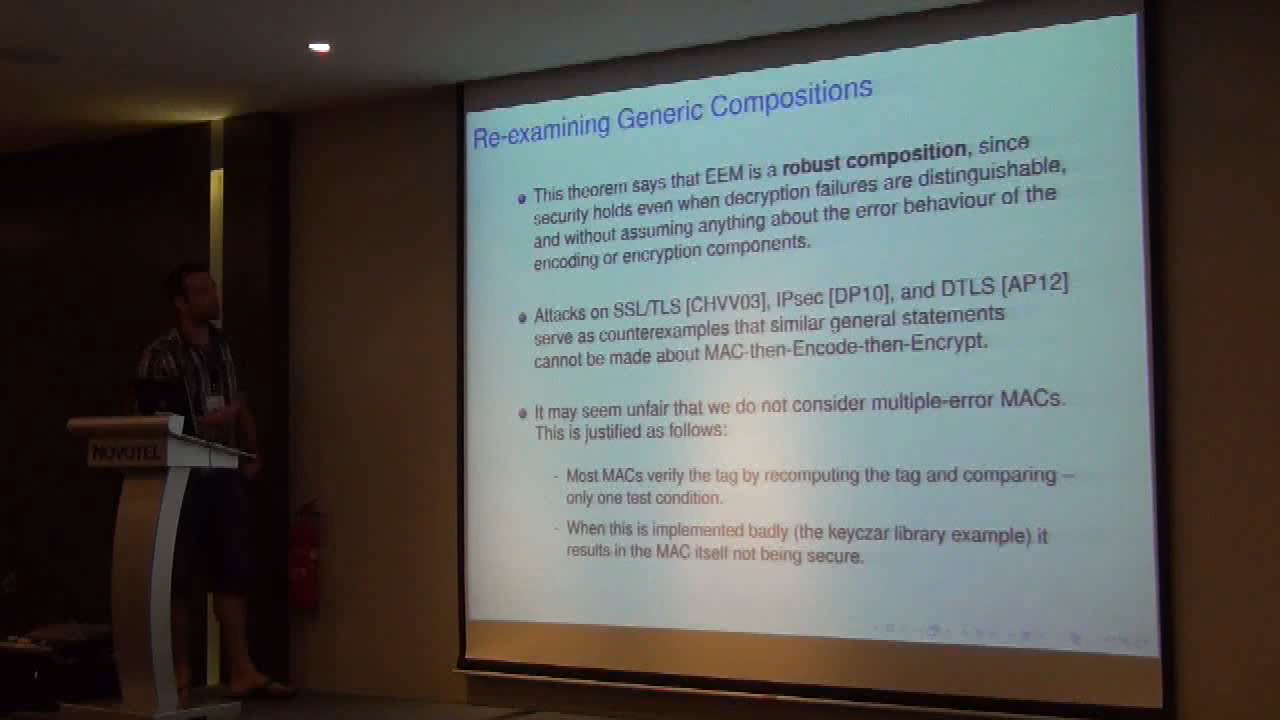 Re-examining Generic Compositions
This theorem says that EEM is a robust composition, since
security holds even when decryption failures are distinguishable,
and without assuming anything about the error behaviour of the
encoding or encryption components.
Attacks on SSL/TLS [CHVV03], IPsec [DP10], and DTLS [AP12]
serve as counterexamples that similar general statements
cannot be made about MAC-then-Encode-then-Encrypt.
It may seem unfair that we do not consider multiple-error MACs.
This is justified as follows:
- Most MACs verify the tag by recomputing the tag and comparing –
only one test condition.
- When this is implemented badly (the keyczar library example) it
results in the MAC itself not being secure.
NOVOTEL